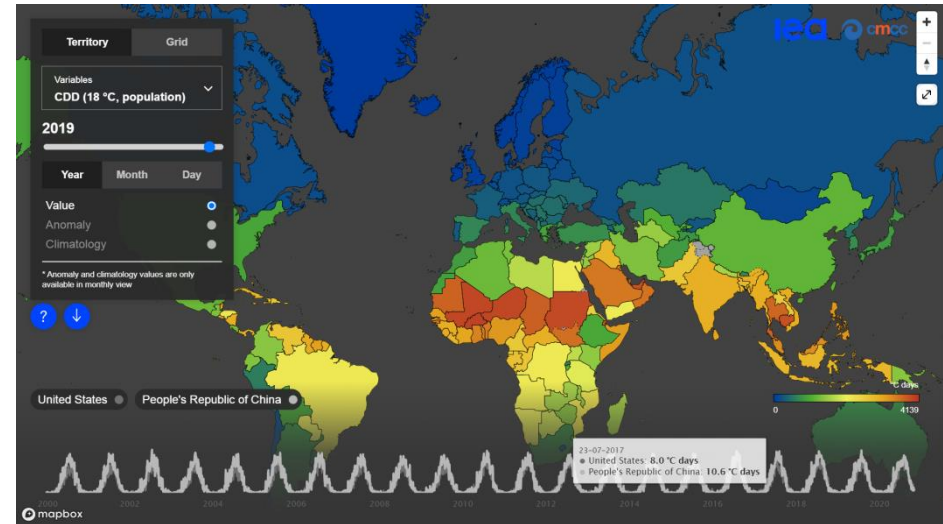 Territory Grid
Variables
CDD (18 °C, population)
2019
Year Month Day
Value
Anomaly
Climatology
* Anomaly and climatology values are only
available in monthly view
? 
iea cmcc
United States
People's Republic of China
°C days
0 4139
23-07-2017
United States: 8.0 °C days
People's Republic of China: 10.6 °C days
2000 2002 2004 2006 2008 2010 2012 2014 2016 2018 2020
mapbox